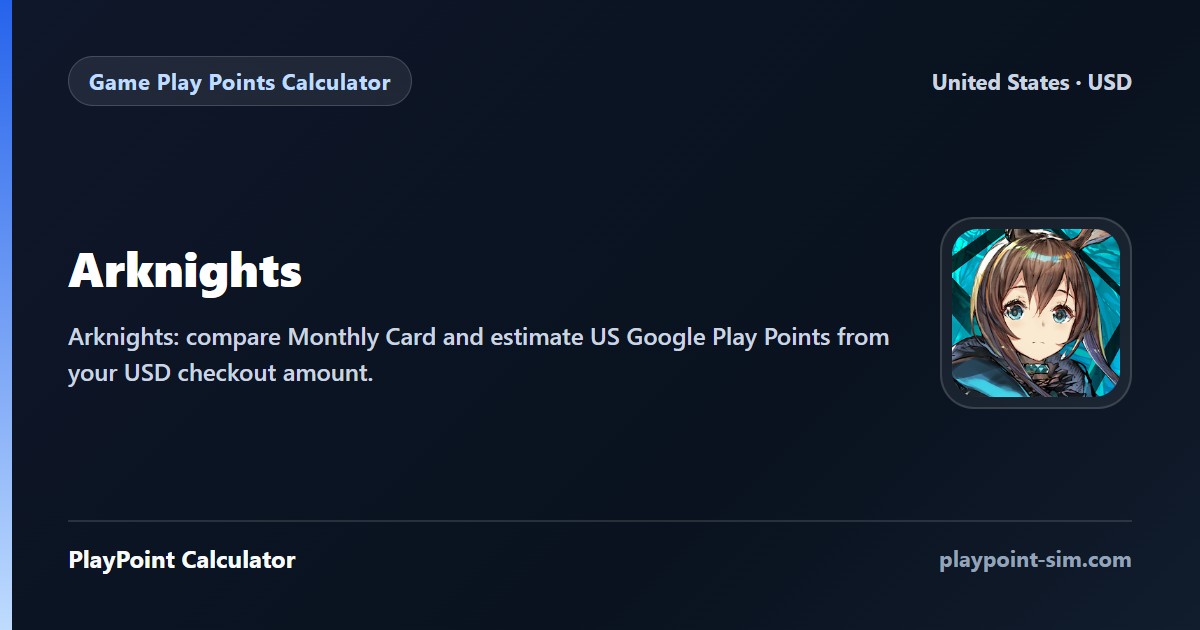 Game Play Points Calculator
United States · USD
Arknights
Arknights: compare Monthly Card and estimate US Google Play Points from
your USD checkout amount.
PlayPoint Calculator
playpoint-sim.com